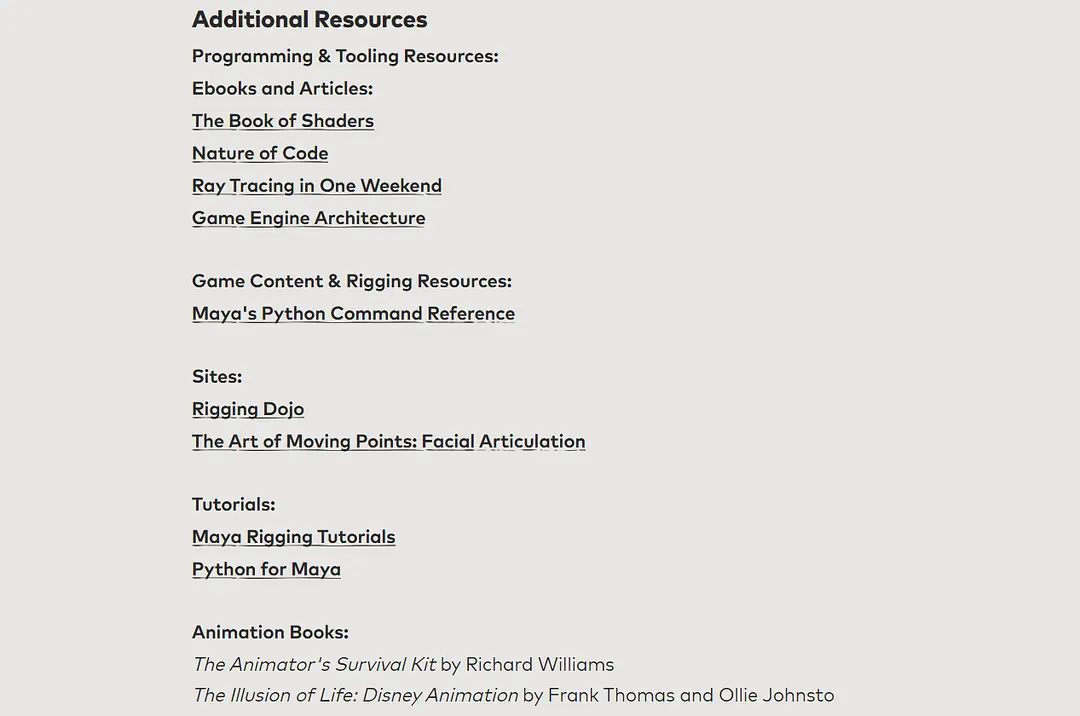 Additional Resources
Programming & Tooling Resources:
Ebooks and Articles:
The Book of Shaders
Nature of Code
Ray Tracing in One Weekend
Game Engine Architecture
Game Content & Rigging Resources:
Maya's Python Command Reference
Sites:
Rigging Dojo
The Art of Moving Points: Facial Articulation
Tutorials:
Maya Rigging Tutorials
Python for Maya
Animation Books:
The Animator's Survival Kit by Richard Williams
The Illusion of Life: Disney Animation by Frank Thomas and Ollie Johnsto